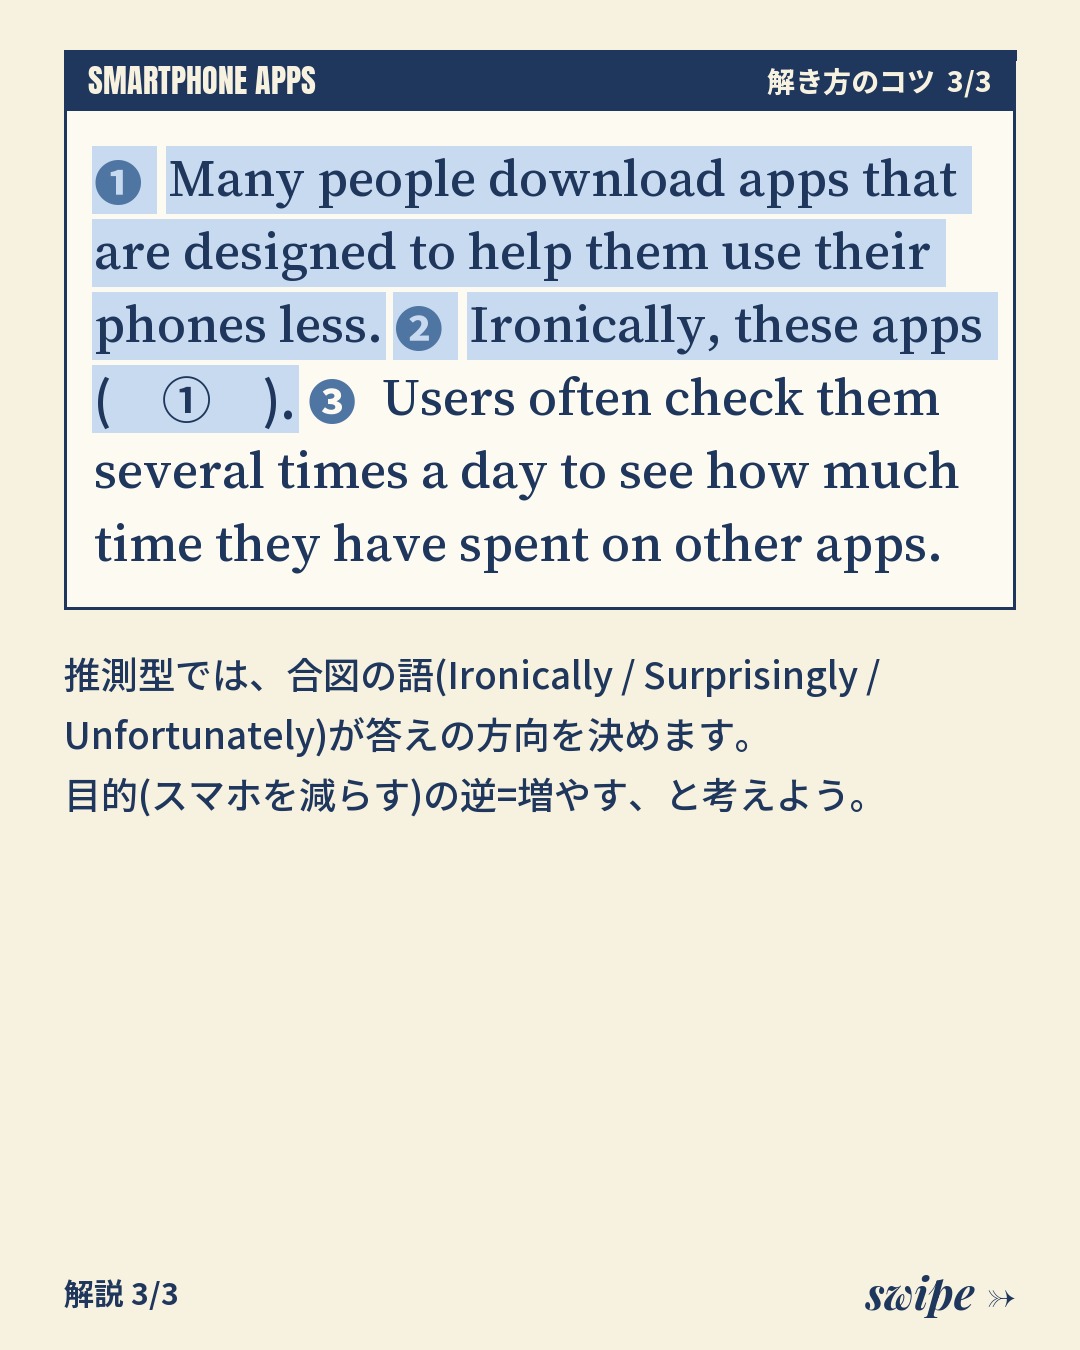 SMARTPHONE APPS 解き方のコツ 3/3
❶ Many people download apps that
are designed to help them use their
phones less. ❷ Ironically, these apps
( ① ). ❸ Users often check them
several times a day to see how much
time they have spent on other apps.
推測型では、合図の語(Ironically / Surprisingly /
Unfortunately)が答えの方向を決めます。
目的(スマホを減らす)の逆=増やす、と考えよう。
解説 3/3 swipe